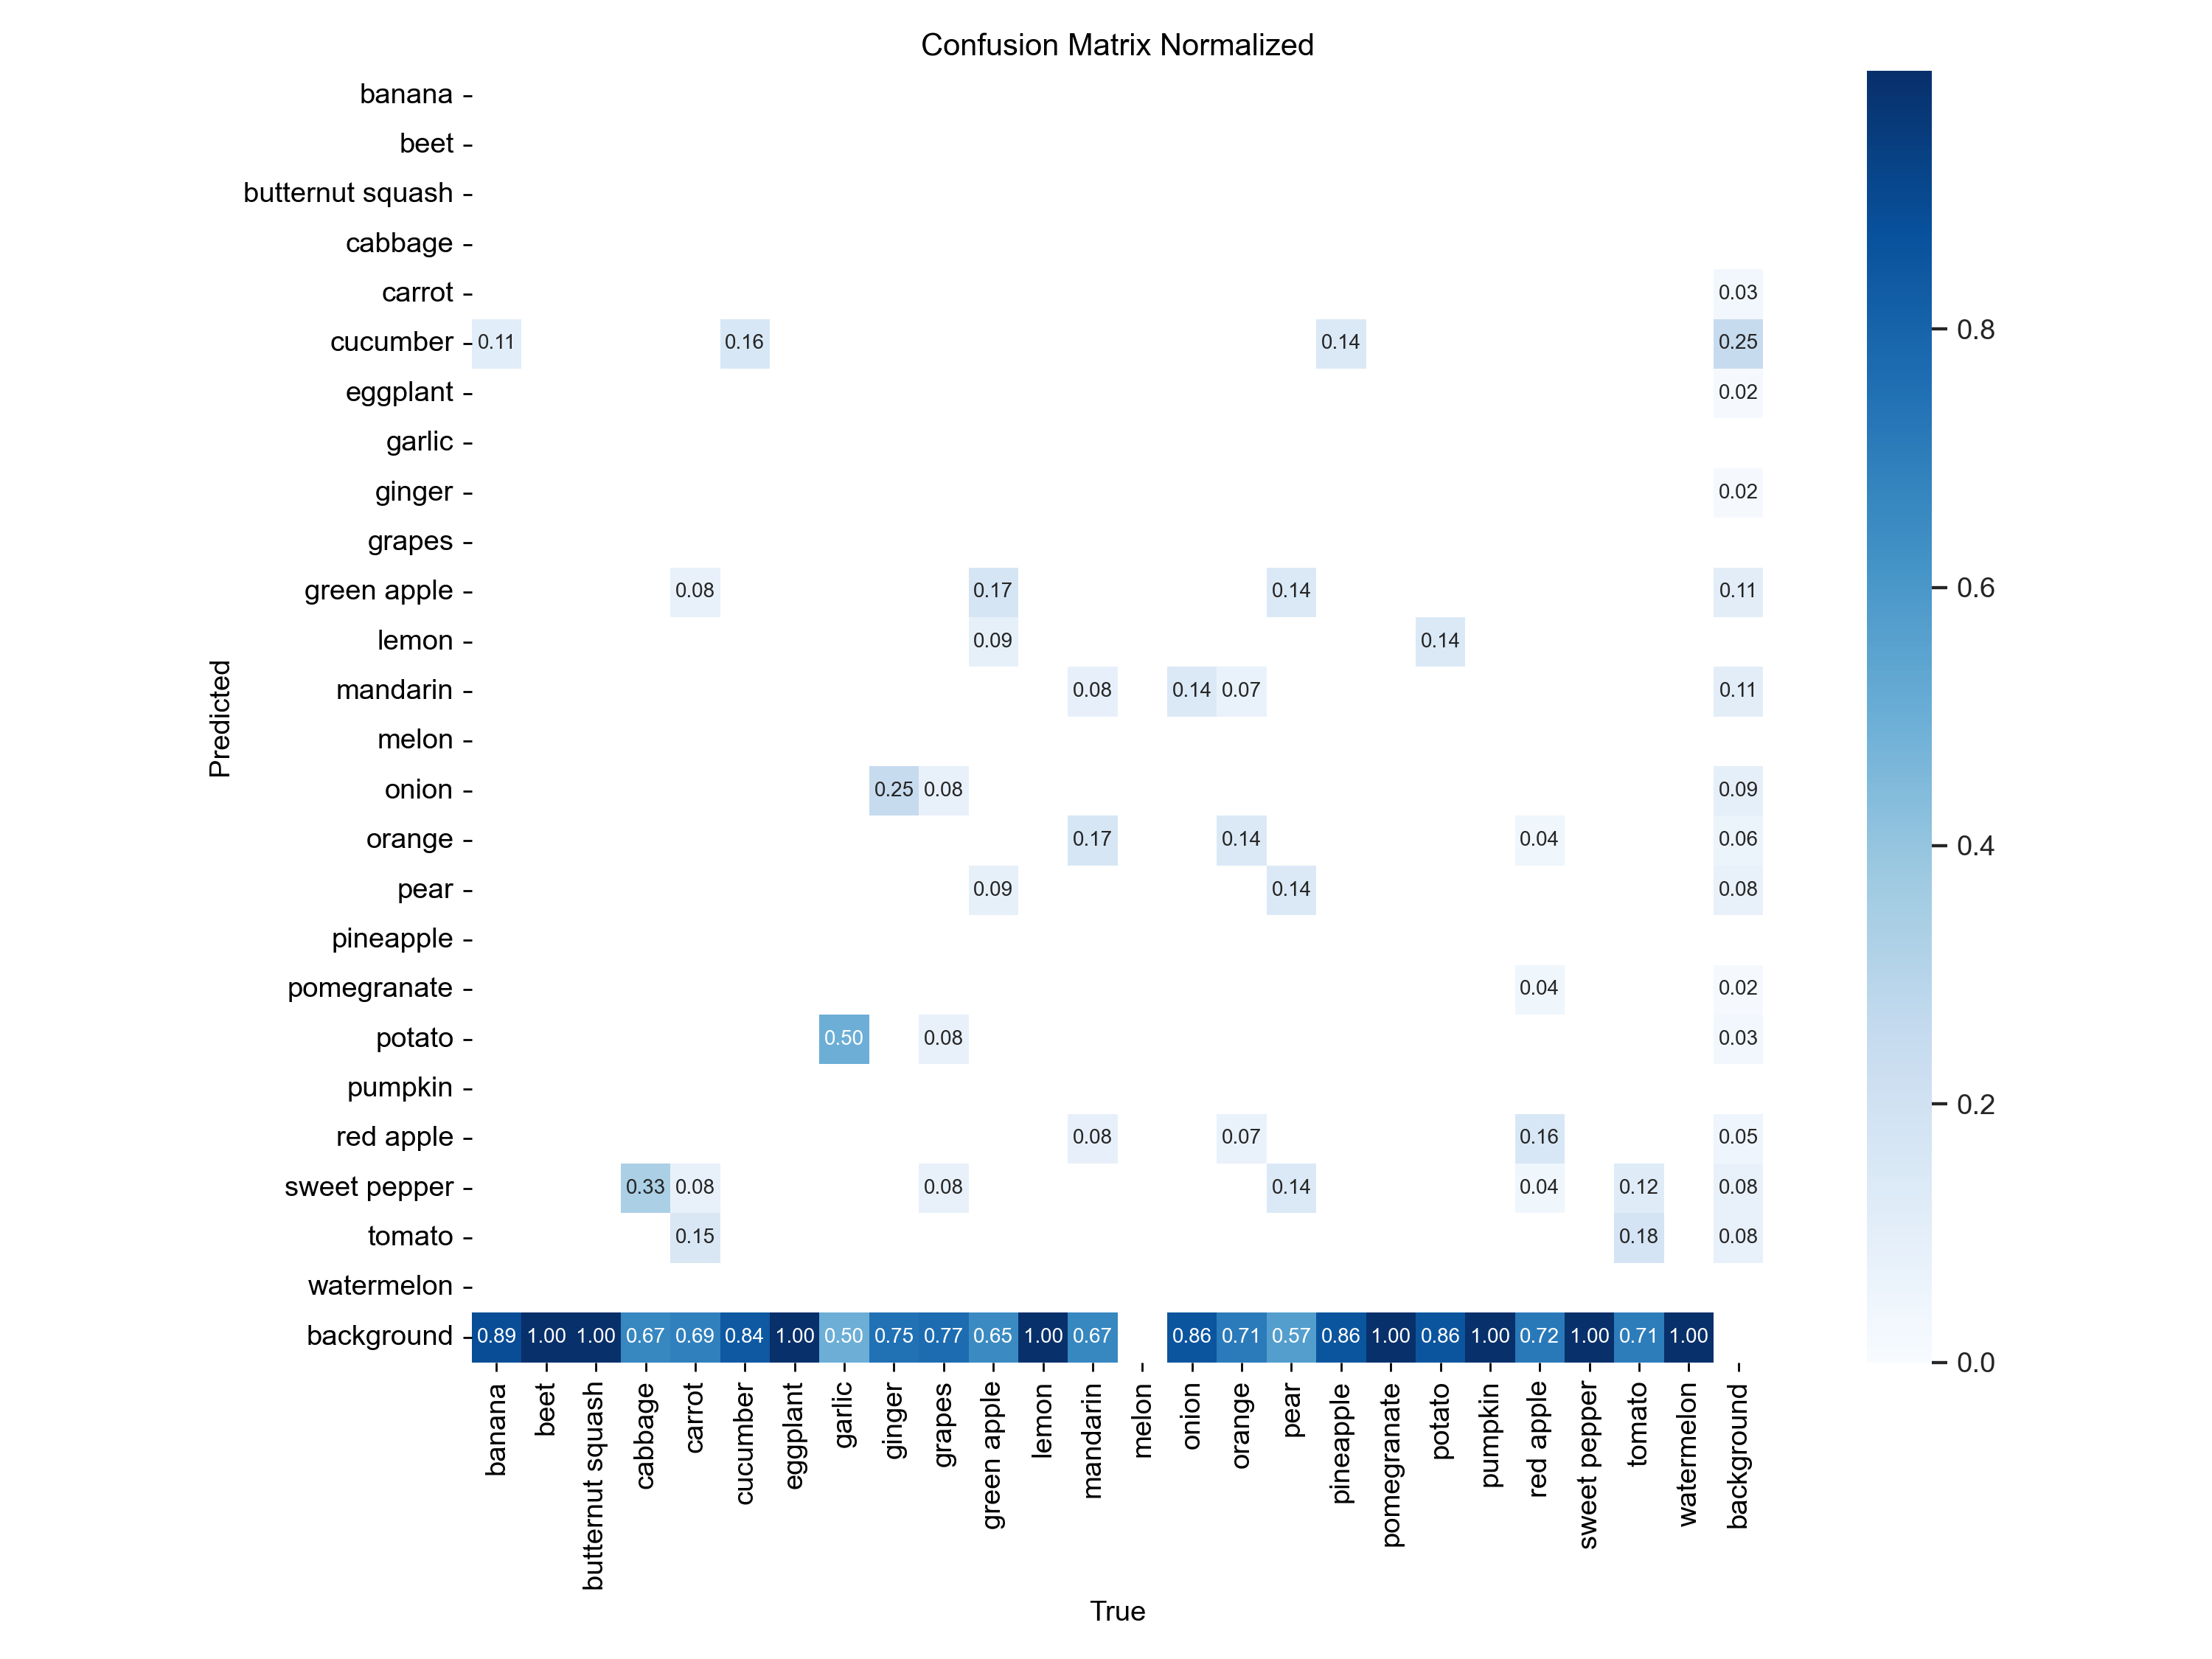 Confusion Matrix Normalized
banana
beet
butternut squash
cabbage
carrot 0.03
cucumber 0.11 0.16 0.14 0.25 0.8
eggplant 0.02
garlic
ginger 0.02
grapes
green apple 0.08 0.17 0.14 0.11 0.6
lemon 0.09 0.14
mandarin 0.08 0.14 0.07 0.11
Predicted
melon
onion 0.25 0.08 0.09
orange 0.17 0.14 0.04 0.06 0.4
pear 0.09 0.14 0.08
pineapple
pomegranate 0.04 0.02
potato 0.50 0.08 0.03
pumpkin
red apple 0.08 0.07 0.16 0.05 0.2
sweet pepper 0.33 0.08 0.08 0.14 0.04 0.12 0.08
tomato 0.15 0.18 0.08
watermelon
background 0.89 1.00 1.00 0.67 0.69 0.84 1.00 0.50 0.75 0.77 0.65 1.00 0.67 0.86 0.71 0.57 0.86 1.00 0.86 1.00 0.72 1.00 0.71 1.00 0.0
banana
beet
butternut squash
cabbage
carrot
cucumber
eggplant
garlic
ginger
grapes
green apple
lemon
mandarin
melon
onion
orange
pear
pineapple
pomegranate
potato
pumpkin
red apple
sweet pepper
tomato
watermelon
background
True